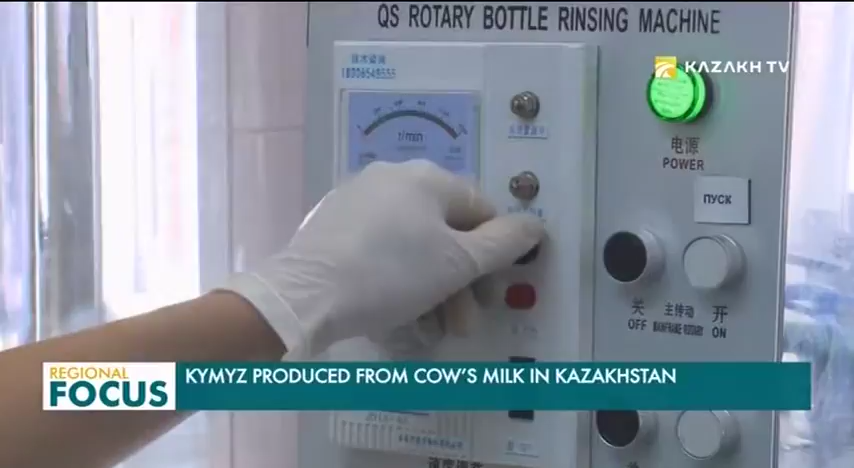 QS ROTARY BOTTLE RINSING MACHINE
KAZAKH TV
r/min
电源
POWER
ПУСК
关 主传动 开
OFF MAINFRAME ROTARY ON
REGIONAL
FOCUS
KYMYZ PRODUCED FROM COW'S MILK IN KAZAKHSTAN